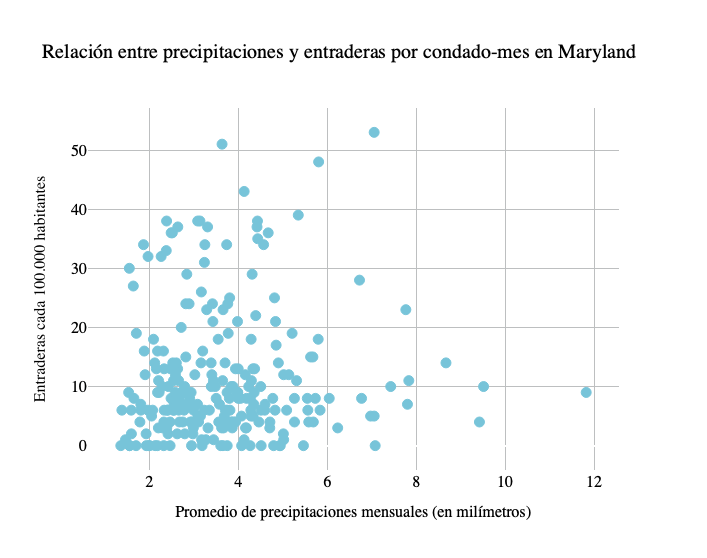 Relación entre precipitaciones y entraderas por condado-mes en Maryland
Entraderas cada 100.000 habitantes
50
40
30
20
10
0
2 4 6 8 10 12
Promedio de precipitaciones mensuales (en milímetros)